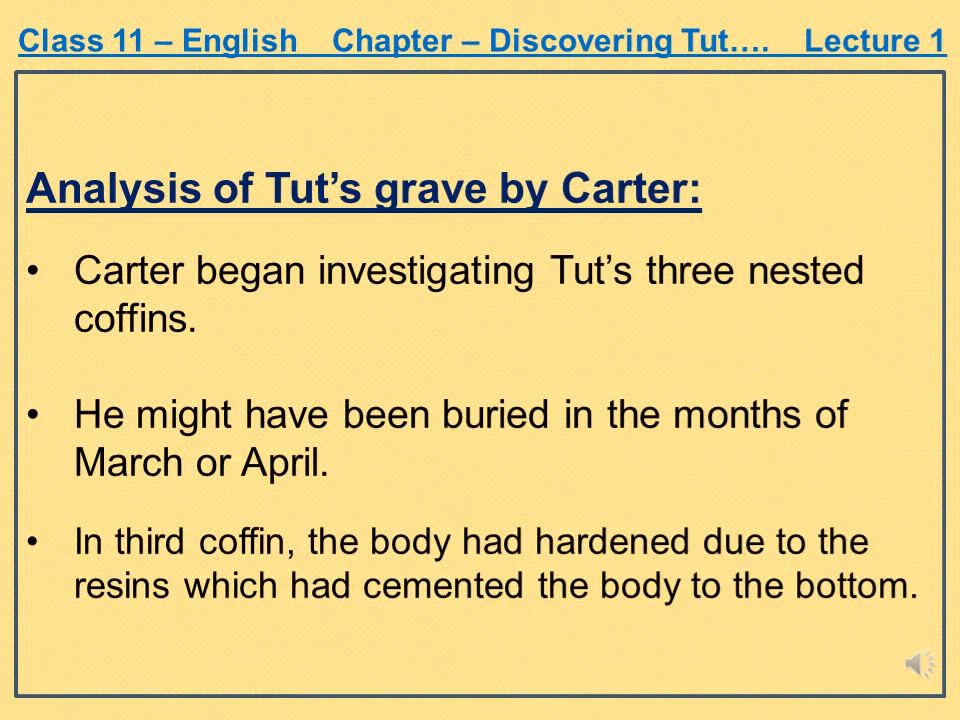 Class 11 – English Chapter – Discovering Tut…. Lecture 1
Analysis of Tut’s grave by Carter:
• Carter began investigating Tut’s three nested
coffins.
• He might have been buried in the months of
March or April.
• In third coffin, the body had hardened due to the
resins which had cemented the body to the bottom.